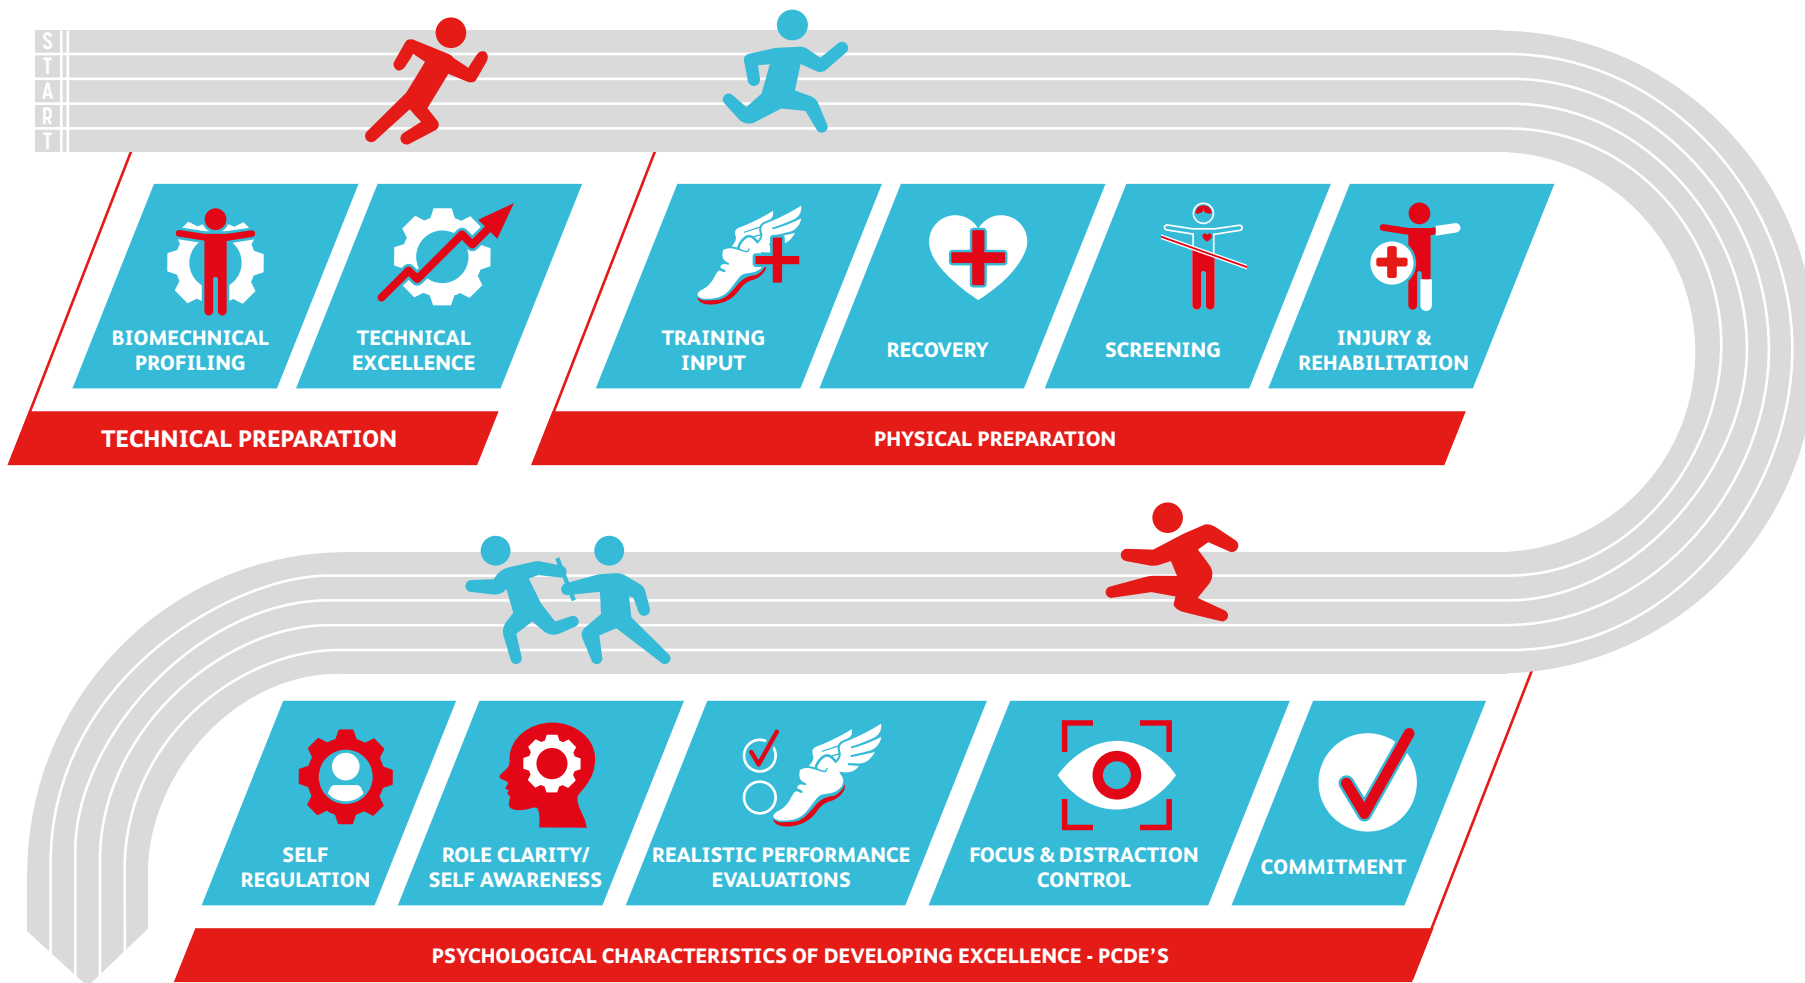 START
BIOMECHNICAL
PROFILING
TECHNICAL
EXCELLENCE
TECHNICAL PREPARATION
TRAINING
INPUT
RECOVERY
SCREENING
INJURY &
REHABILITATION
PHYSICAL PREPARATION
SELF
REGULATION
ROLE CLARITY/
SELF AWARENESS
REALISTIC PERFORMANCE
EVALUATIONS
FOCUS & DISTRACTION
CONTROL
COMMITMENT
PSYCHOLOGICAL CHARACTERISTICS OF DEVELOPING EXCELLENCE - PCDE'S